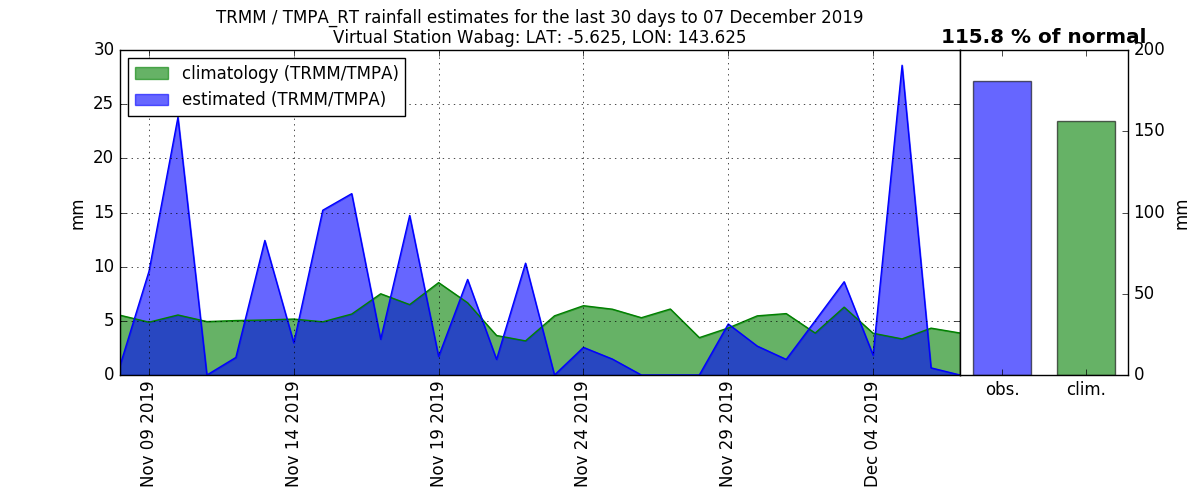 TRMM / TMPA_RT rainfall estimates for the last 30 days to 07 December 2019
Virtual Station Wabag: LAT: -5.625, LON: 143.625
115.8 % of normal
climatology (TRMM/TMPA)
estimated (TRMM/TMPA)
30
25
20
15
10
5
0
mm
Nov 09 2019
Nov 14 2019
Nov 19 2019
Nov 24 2019
Nov 29 2019
Dec 04 2019
obs.
clim.
200
150
100
50
0
mm